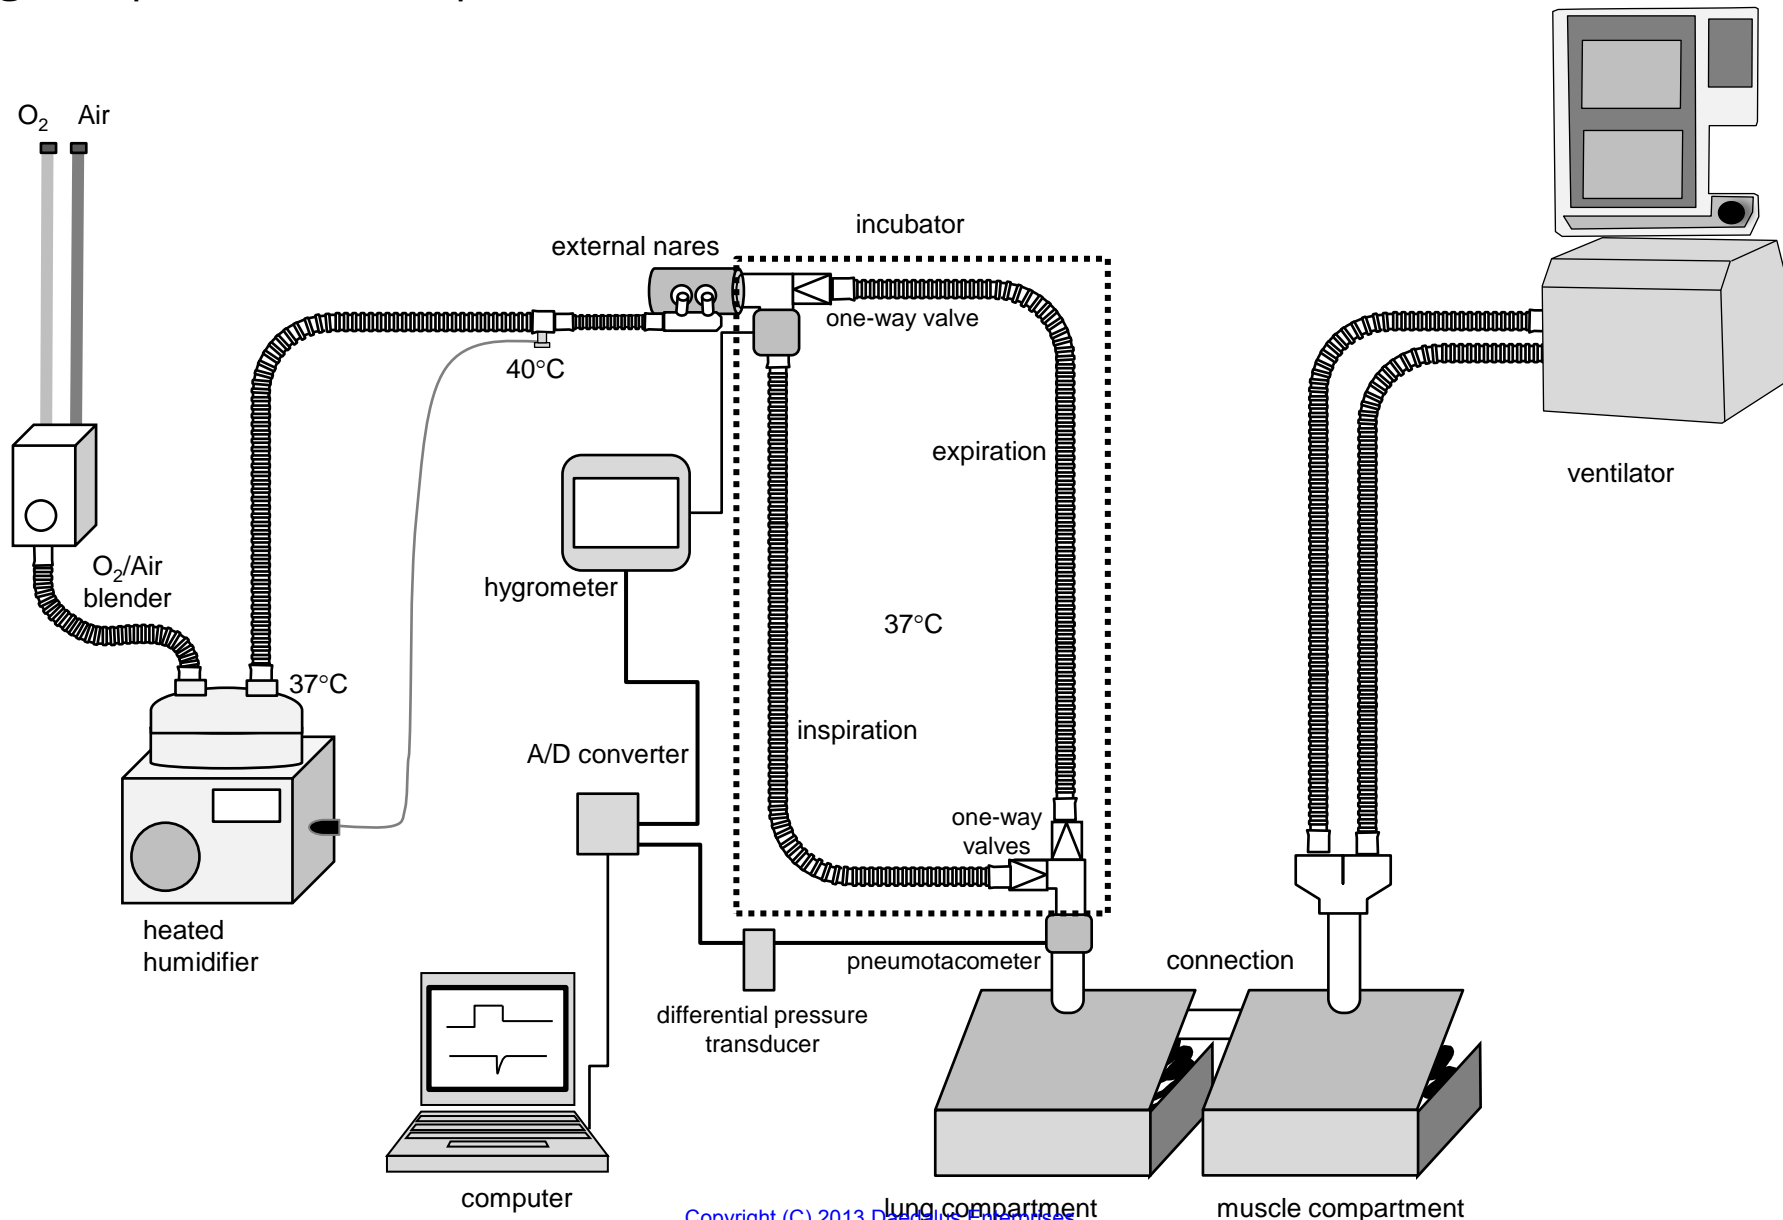 O₂ Air
incubator
external nares
one-way valve
40°C
expiration
ventilator
O₂/Air
blender
hygrometer
37°C
37°C
inspiration
A/D converter
one-way
valves
heated
humidifier
pneumotacometer
connection
differential pressure
transducer
computer
lung compartment
muscle compartment
Copyright (C) 2013 Daedalus Enterprises